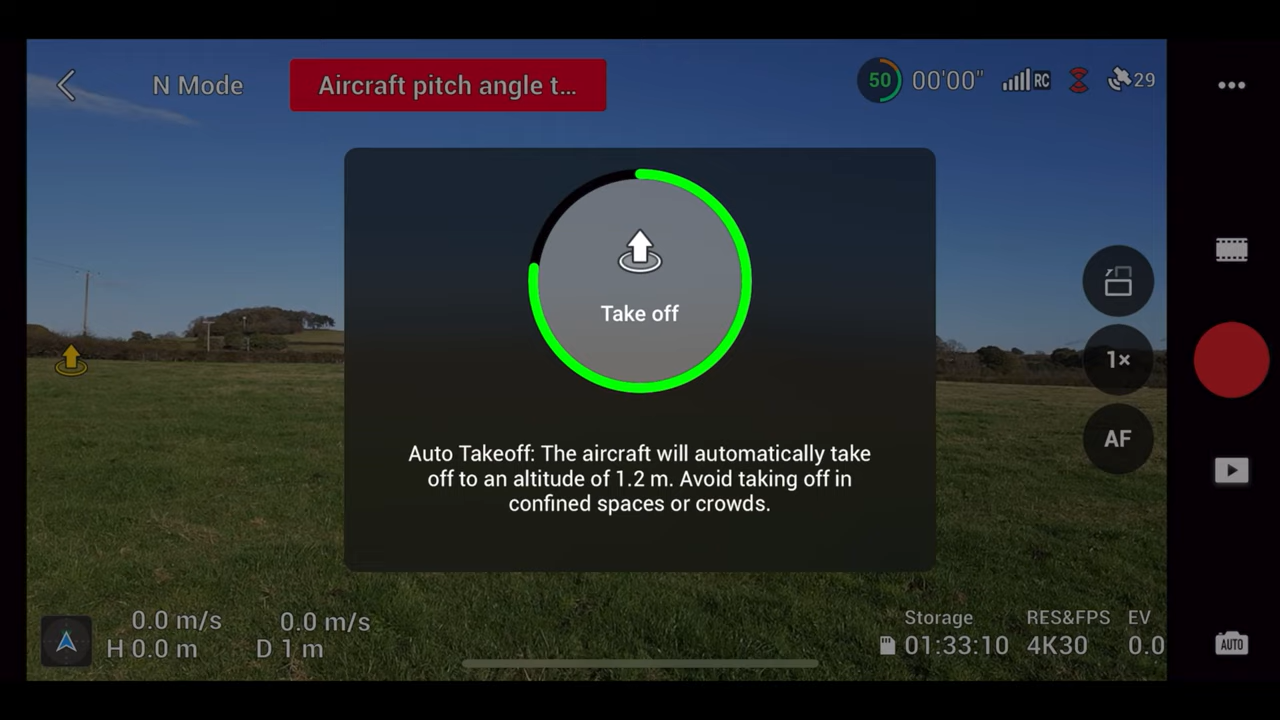 N Mode
Aircraft pitch angle t...
50
00'00"
RC
29
Take off
1×
AF
Auto Takeoff: The aircraft will automatically take
off to an altitude of 1.2 m. Avoid taking off in
confined spaces or crowds.
0.0 m/s
0.0 m/s
H 0.0 m
D 1 m
Storage
RES&FPS
EV
01:33:10
4K30
0.0
AUTO